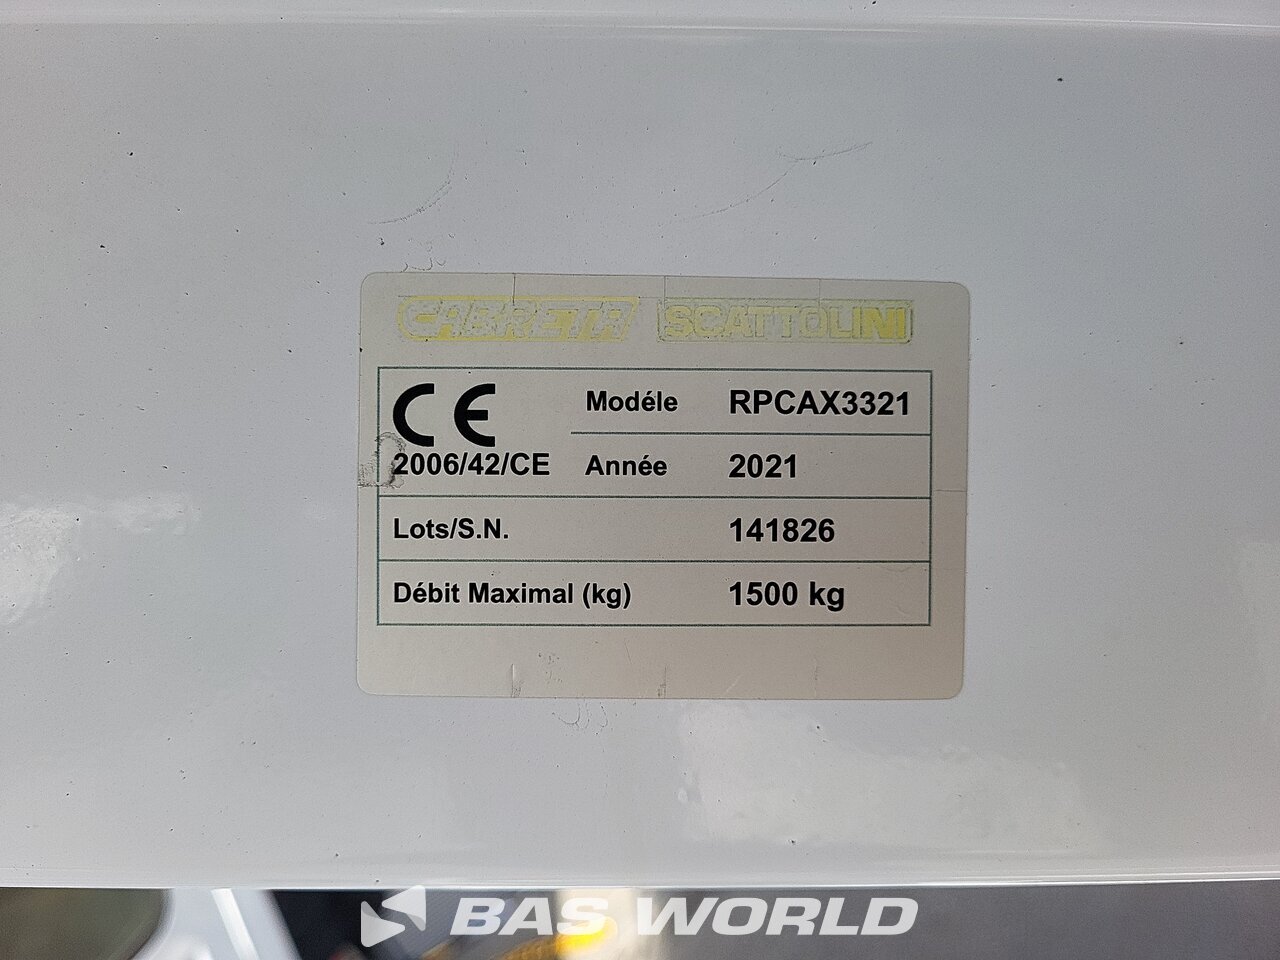 CABRETA SCATTOLINI
CE Modéle RPCAX3321
2006/42/CE Année 2021
Lots/S.N. 141826
Débit Maximal (kg) 1500 kg
BAS WORLD